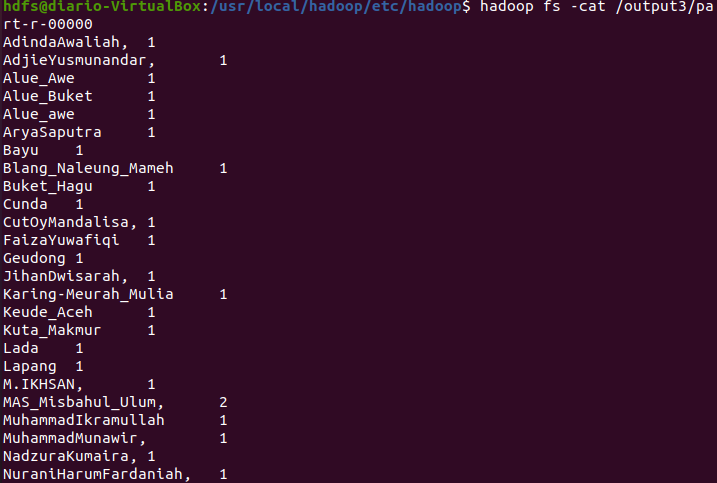 hdfs@diario-VirtualBox:/usr/local/hadoop/etc/hadoop$ hadoop fs -cat /output3/pa
rt-r-00000
AdindaAwaliah,	1
AdjieYusmunandar,	1
Alue_Awe	1
Alue_Buket	1
Alue_awe	1
AryaSaputra	1
Bayu	1
Blang_Naleung_Mameh	1
Buket_Hagu	1
Cunda	1
CutOyMandalisa,	1
FaizaYuwafiqi	1
Geudong	1
JihanDwisarah,	1
Karing-Meurah_Mulia	1
Keude_Aceh	1
Kuta_Makmur	1
Lada	1
Lapang	1
M.IKHSAN,	1
MAS_Misbahul_Ulum,	2
MuhammadIkramullah	1
MuhammadMunawir,	1
NadzuraKumaira,	1
NuraniHarumFardaniah,	1